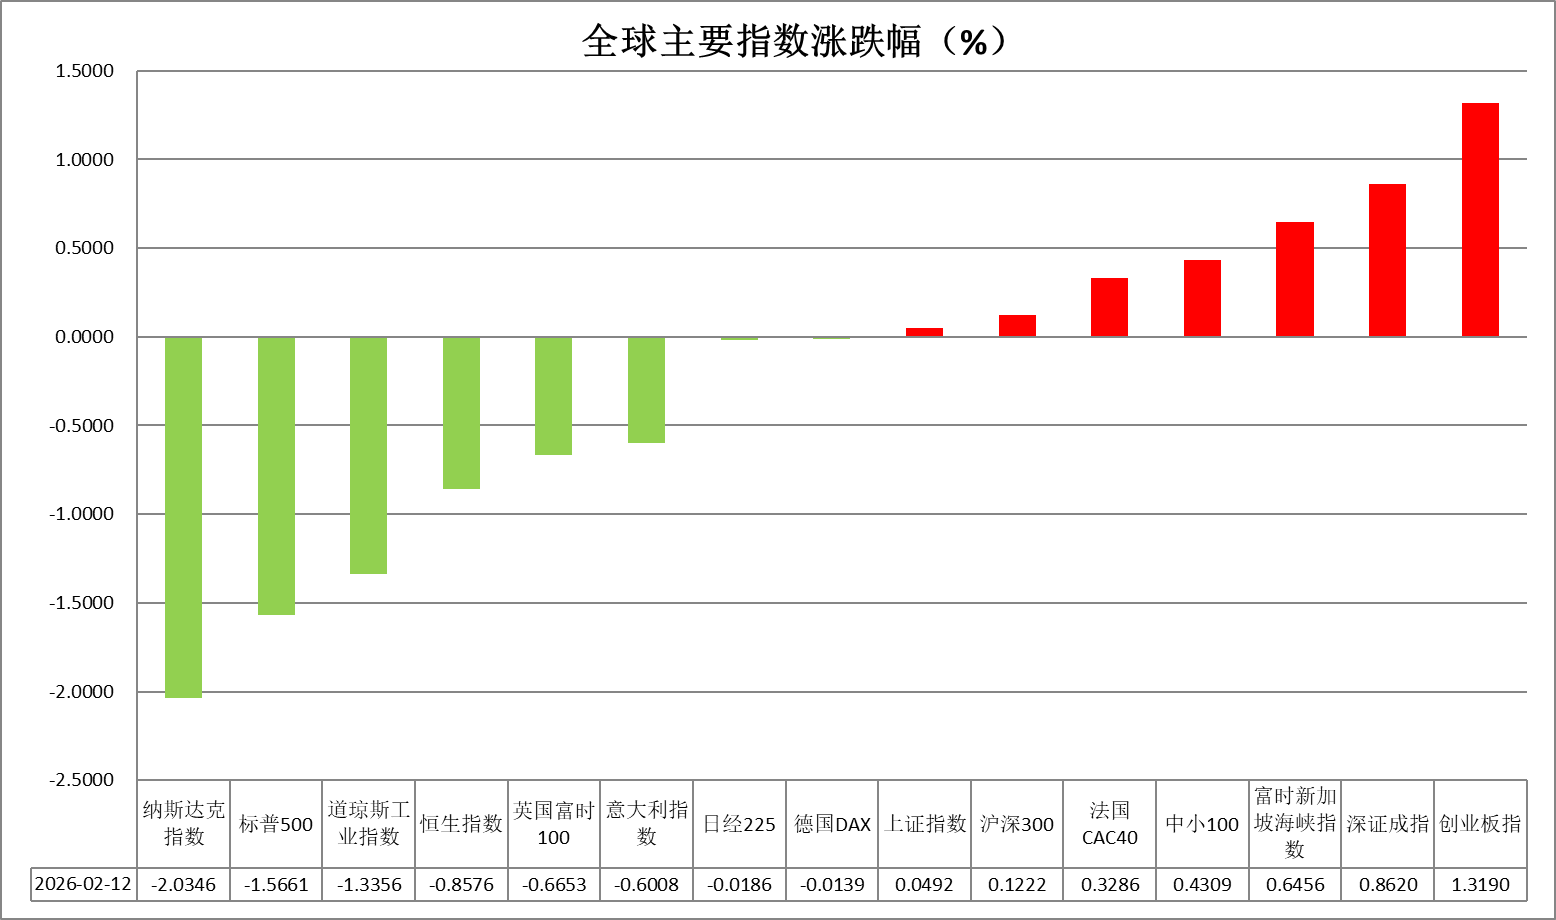 全球主要指数涨跌幅（%）
1.5000
1.0000
0.5000
0.0000
-0.5000
-1.0000
-1.5000
-2.0000
-2.5000
纳斯达克
指数
标普500
道琼斯工
业指数
恒生指数
英国富时
100
意大利指
数
日经225
德国DAX
上证指数
沪深300
法国
CAC40
中小100
富时新加
坡海峡指
数
深证成指
创业板指
2026-02-12 -2.0346 -1.5661 -1.3356 -0.8576 -0.6653 -0.6008 -0.0186 -0.0139 0.0492 0.1222 0.3286 0.4309 0.6456 0.8620 1.3190